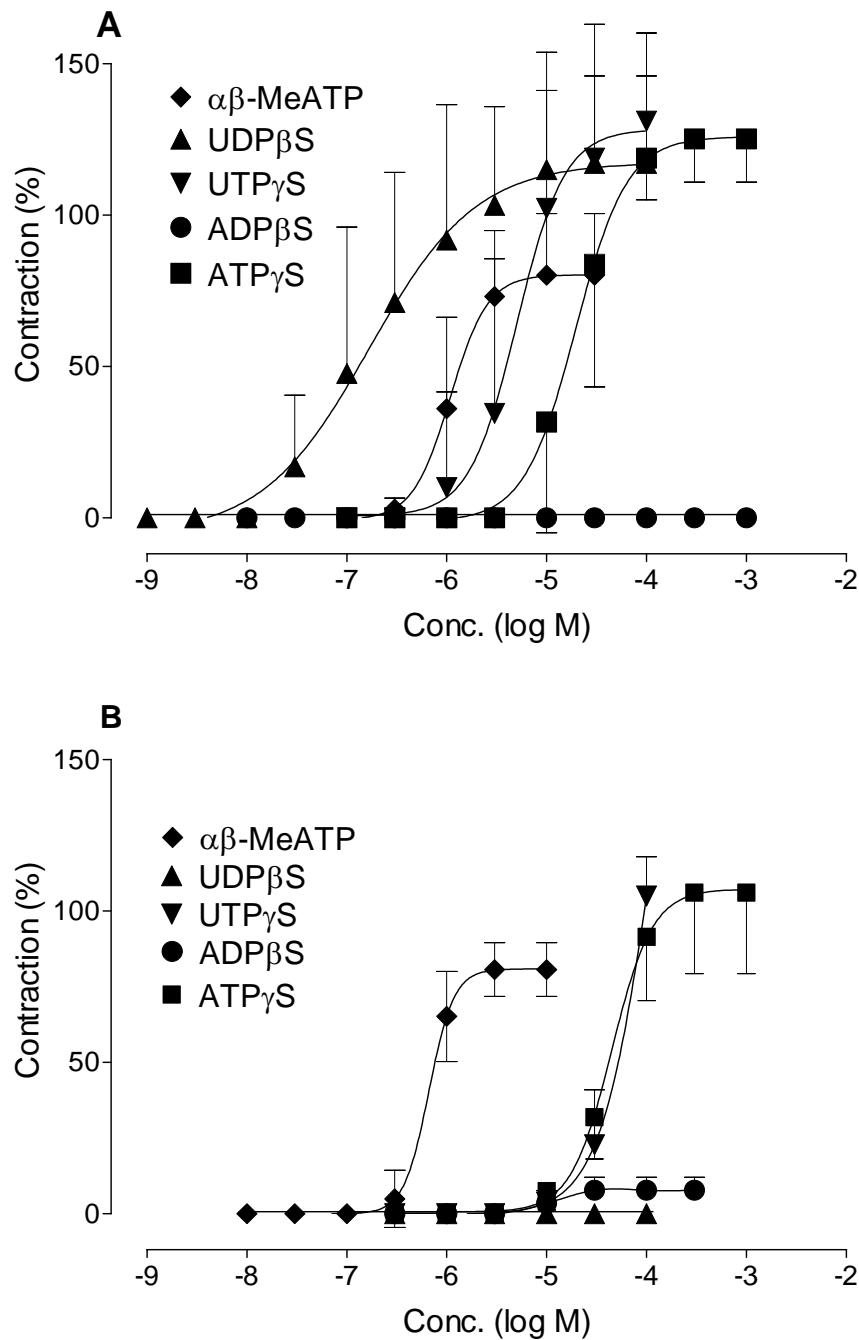 A
150
100
50
0
Contraction (%)
αβ-MeATP
UDPβS
UTPγS
ADPβS
ATPγS
-9 -8 -7 -6 -5 -4 -3 -2
Conc. (log M)
B
150
100
50
0
Contraction (%)
αβ-MeATP
UDPβS
UTPγS
ADPβS
ATPγS
-9 -8 -7 -6 -5 -4 -3 -2
Conc. (log M)